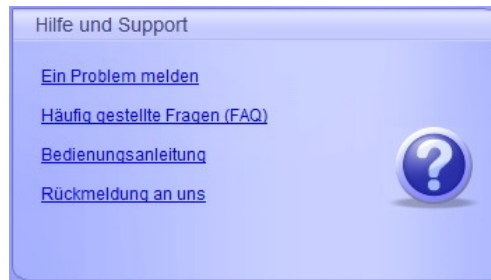 Hilfe und Support
Ein Problem melden
Häufig gestellte Fragen (FAQ)
Bedienungsanleitung
Rückmeldung an uns
?